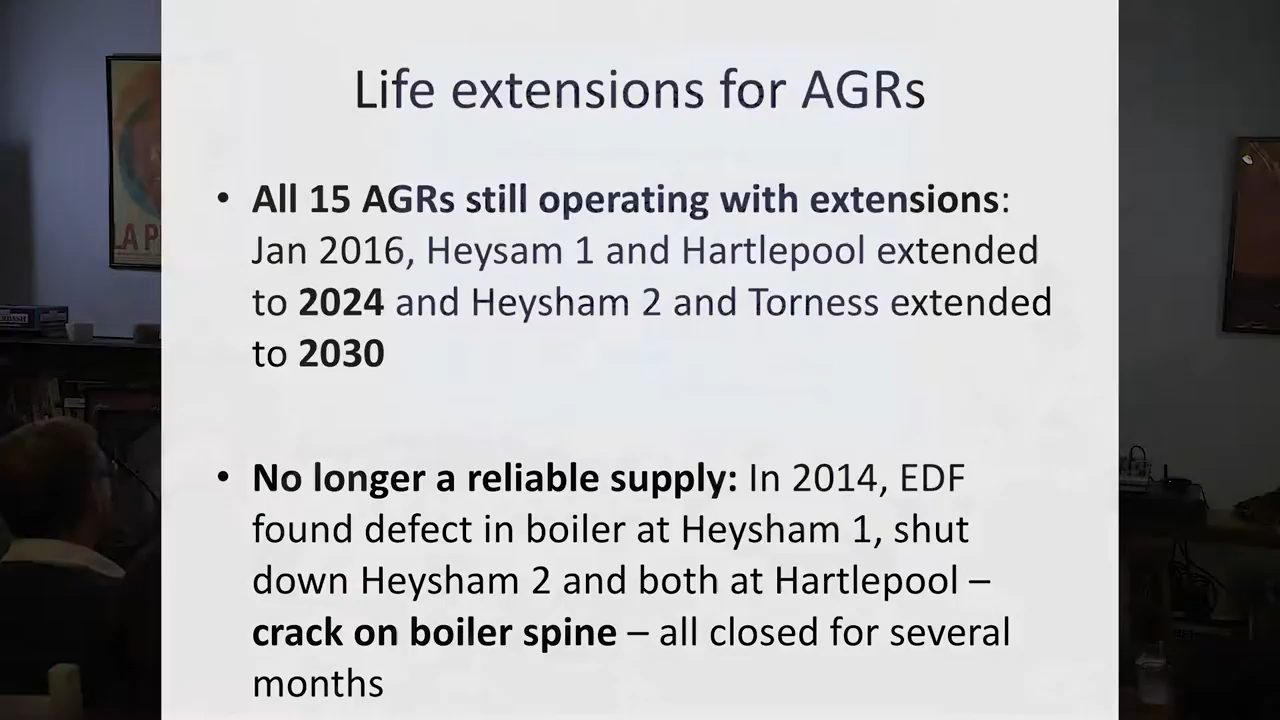 Life extensions for AGRs
• All 15 AGRs still operating with extensions:
Jan 2016, Heysam 1 and Hartlepool extended
to 2024 and Heysham 2 and Torness extended
to 2030
• No longer a reliable supply: In 2014, EDF
found defect in boiler at Heysham 1, shut
down Heysham 2 and both at Hartlepool –
crack on boiler spine – all closed for several
months
LA P